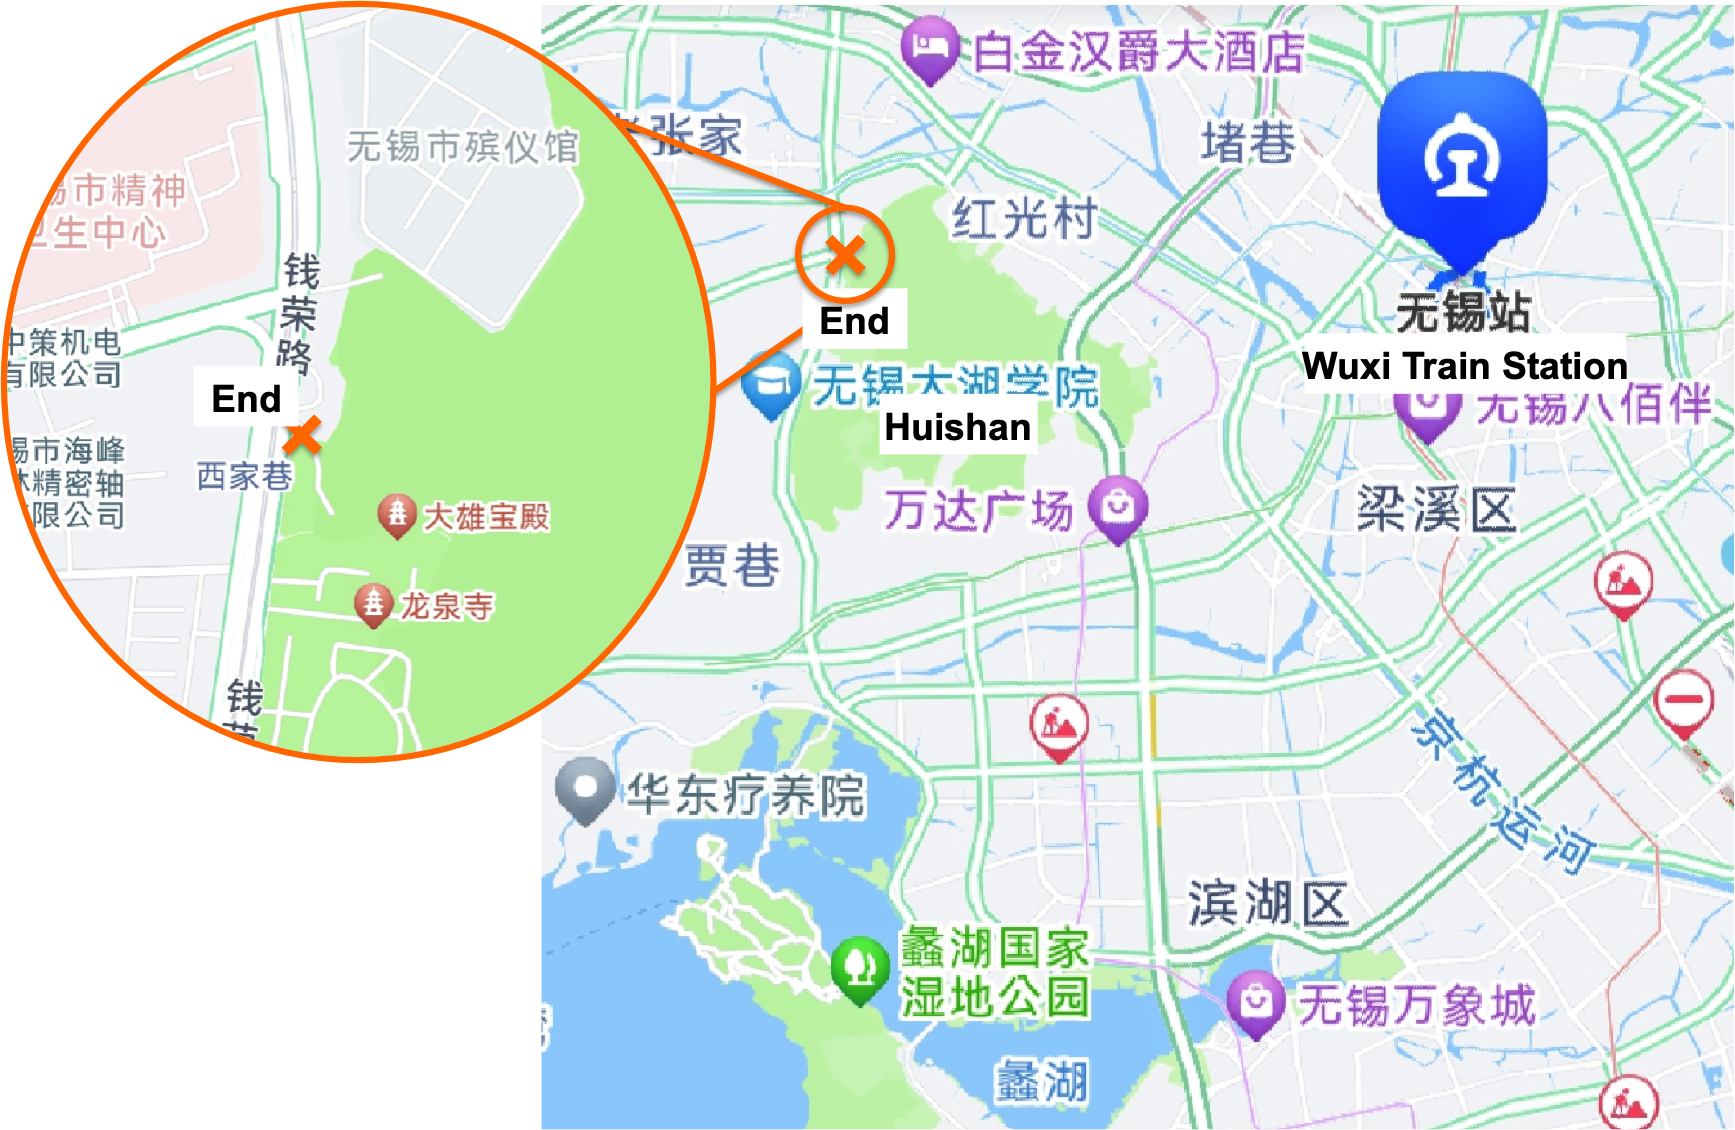 无锡市殡仪馆
锡市精神
卫生中心
钱荣路
中策机电
有限公司
End
西家巷
锡市海峰
精密轴
限公司
大雄宝殿
龙泉寺
钱荣
白金汉爵大酒店
张家
堵巷
红光村
无锡站
Wuxi Train Station
End
无锡太湖学院
无锡八佰伴
Huishan
万达广场
梁溪区
贾巷
京杭运河
华东疗养院
滨湖区
蠡湖国家
湿地公园
无锡万象城
蠡湖